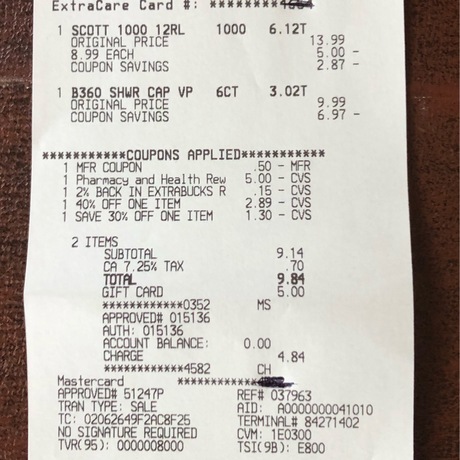 ExtraCare Card #: ********
1 SCOTT 1000 12RL 1000 6.12T
ORIGINAL PRICE 13.99
8.99 EACH 5.00 -
COUPON SAVINGS 2.87 -
1 B360 SHWR CAP VP 6CT 3.02T
ORIGINAL PRICE 9.99
COUPON SAVINGS 6.97 -
***********COUPONS APPLIED***********
1 MFR COUPON .50 - MFR
1 Pharmacy and Health Rew 5.00 - CVS
1 2% BACK IN EXTRABUCKS R .15 - CVS
1 40% OFF ONE ITEM 2.89 - CVS
1 SAVE 30% OFF ONE ITEM 1.30 - CVS
2 ITEMS
SUBTOTAL 9.14
CA 7.25% TAX .70
TOTAL 9.84
GIFT CARD 5.00
************0352 MS
APPROVED# 015136
AUTH: 015136
ACCOUNT BALANCE: 0.00
CHARGE 4.84
************4582 CH
Mastercard ************
APPROVED# 51247P REF# 037963
TRAN TYPE: SALE AID: A0000000041010
TC: 02062649F2AC8F25 TERMINAL# 84271402
NO SIGNATURE REQUIRED CVM: 1E0300
TVR(95): 0000008000 TSI(9B): E800